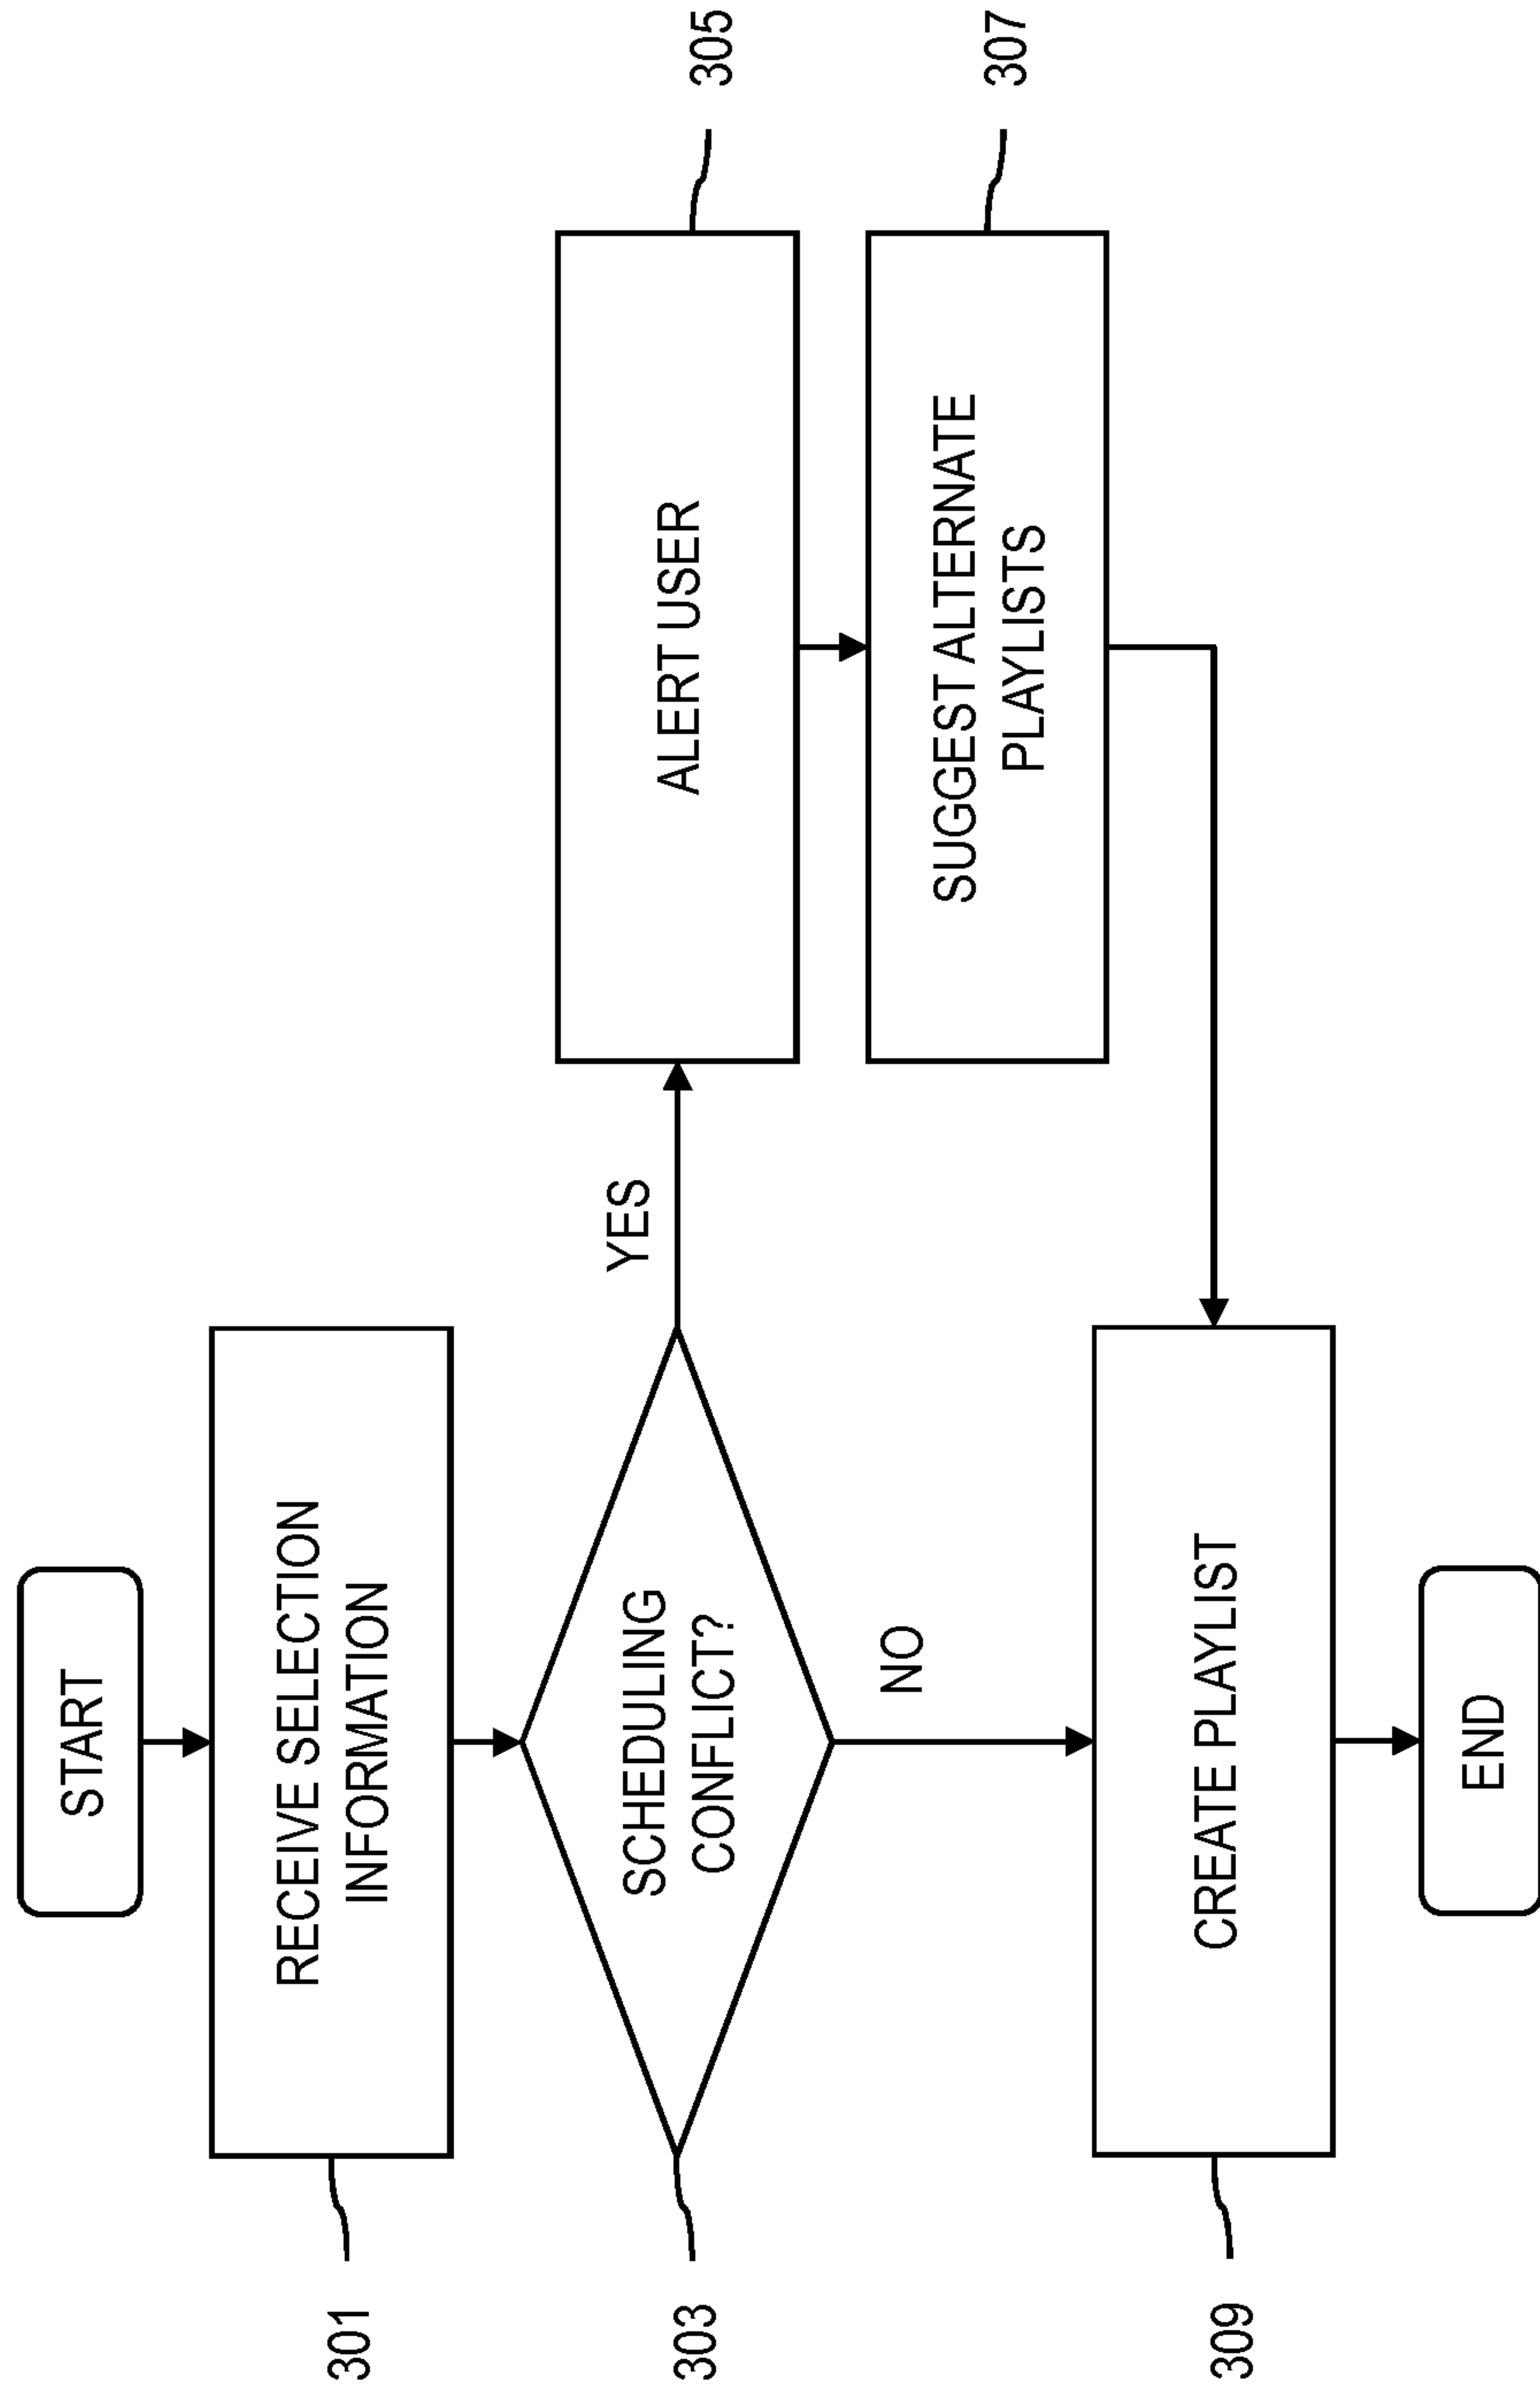 START
RECEIVE SELECTION
INFORMATION
301
SCHEDULING
CONFLICT?
303
YES
ALERT USER
305
SUGGEST ALTERNATE
PLAYLISTS
307
NO
CREATE PLAYLIST
309
END